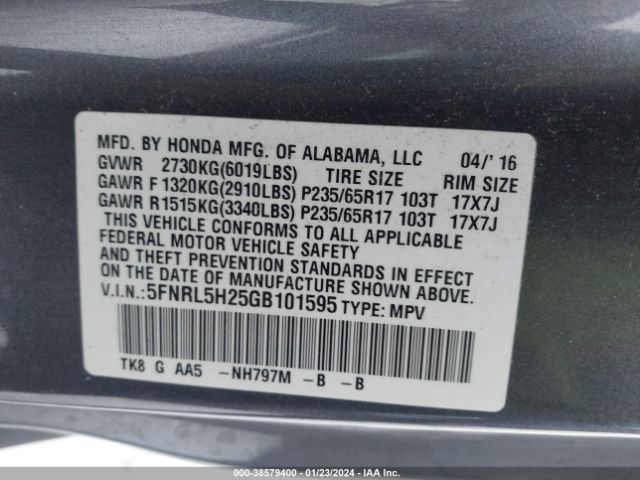 MFD. BY HONDA MFG. OF ALABAMA, LLC 04/' 16
GVWR 2730KG(6019LBS) TIRE SIZE RIM SIZE
GAWR F 1320KG(2910LBS) P235/65R17 103T 17X7J
GAWR R1515KG(3340LBS) P235/65R17 103T 17X7J
THIS VEHICLE CONFORMS TO ALL APPLICABLE
FEDERAL MOTOR VEHICLE SAFETY
AND THEFT PREVENTION STANDARDS IN EFFECT
ON THE DATE OF MANUFACTURE SHOWN ABOVE.
V.I.N.:5FNRL5H25GB101595 TYPE: MPV
TK8 G AA5 -NH797M -B -B
000-38579400 - 01/23/2024 - IAA Inc.